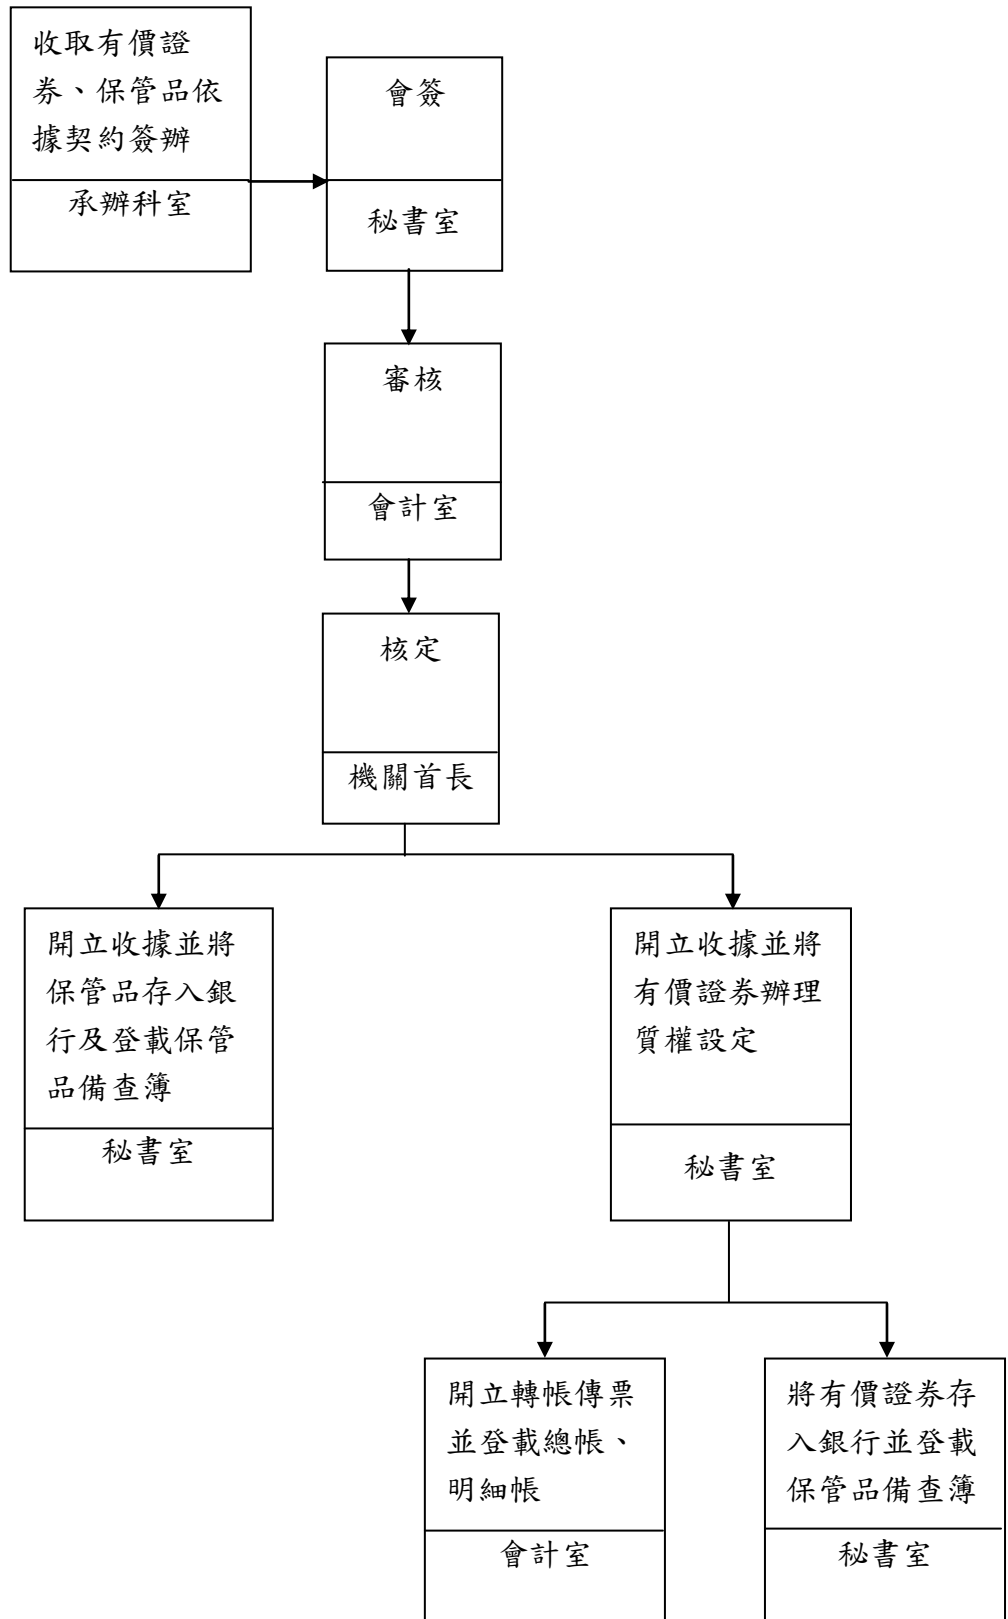 收取有價證
券、保管品依
據契約簽辦
承辦科室
會簽
秘書室
審核
會計室
核定
機關首長
開立收據並將
保管品存入銀
行及登載保管
品備查簿
秘書室
開立收據並將
有價證券辦理
質權設定
秘書室
開立轉帳傳票
並登載總帳、
明細帳
會計室
將有價證券存
入銀行並登載
保管品備查簿
秘書室